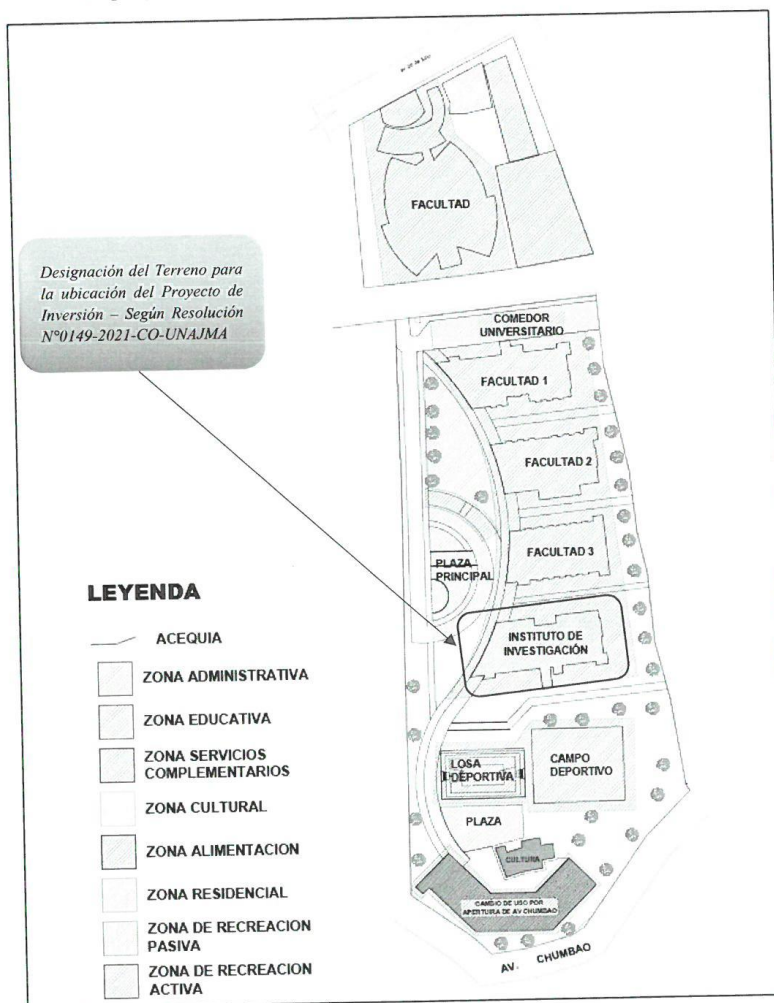 FACULTAD
Designación del Terreno para
la ubicación del Proyecto de
Inversión – Según Resolución
N°0149-2021-CO-UNAJMA
COMEDOR
UNIVERSITARIO
FACULTAD 1
FACULTAD 2
FACULTAD 3
PLAZA
PRINCIPAL
INSTITUTO DE
INVESTIGACIÓN
LOSA
DEPORTIVA
CAMPO
DEPORTIVO
PLAZA
CULTURA
CAMBIO DE USO POR
APERTURA DE AV CHUMBAO
AV. CHUMBAO
LEYENDA
ACEQUIA
ZONA ADMINISTRATIVA
ZONA EDUCATIVA
ZONA SERVICIOS
COMPLEMENTARIOS
ZONA CULTURAL
ZONA ALIMENTACION
ZONA RESIDENCIAL
ZONA DE RECREACION
PASIVA
ZONA DE RECREACION
ACTIVA